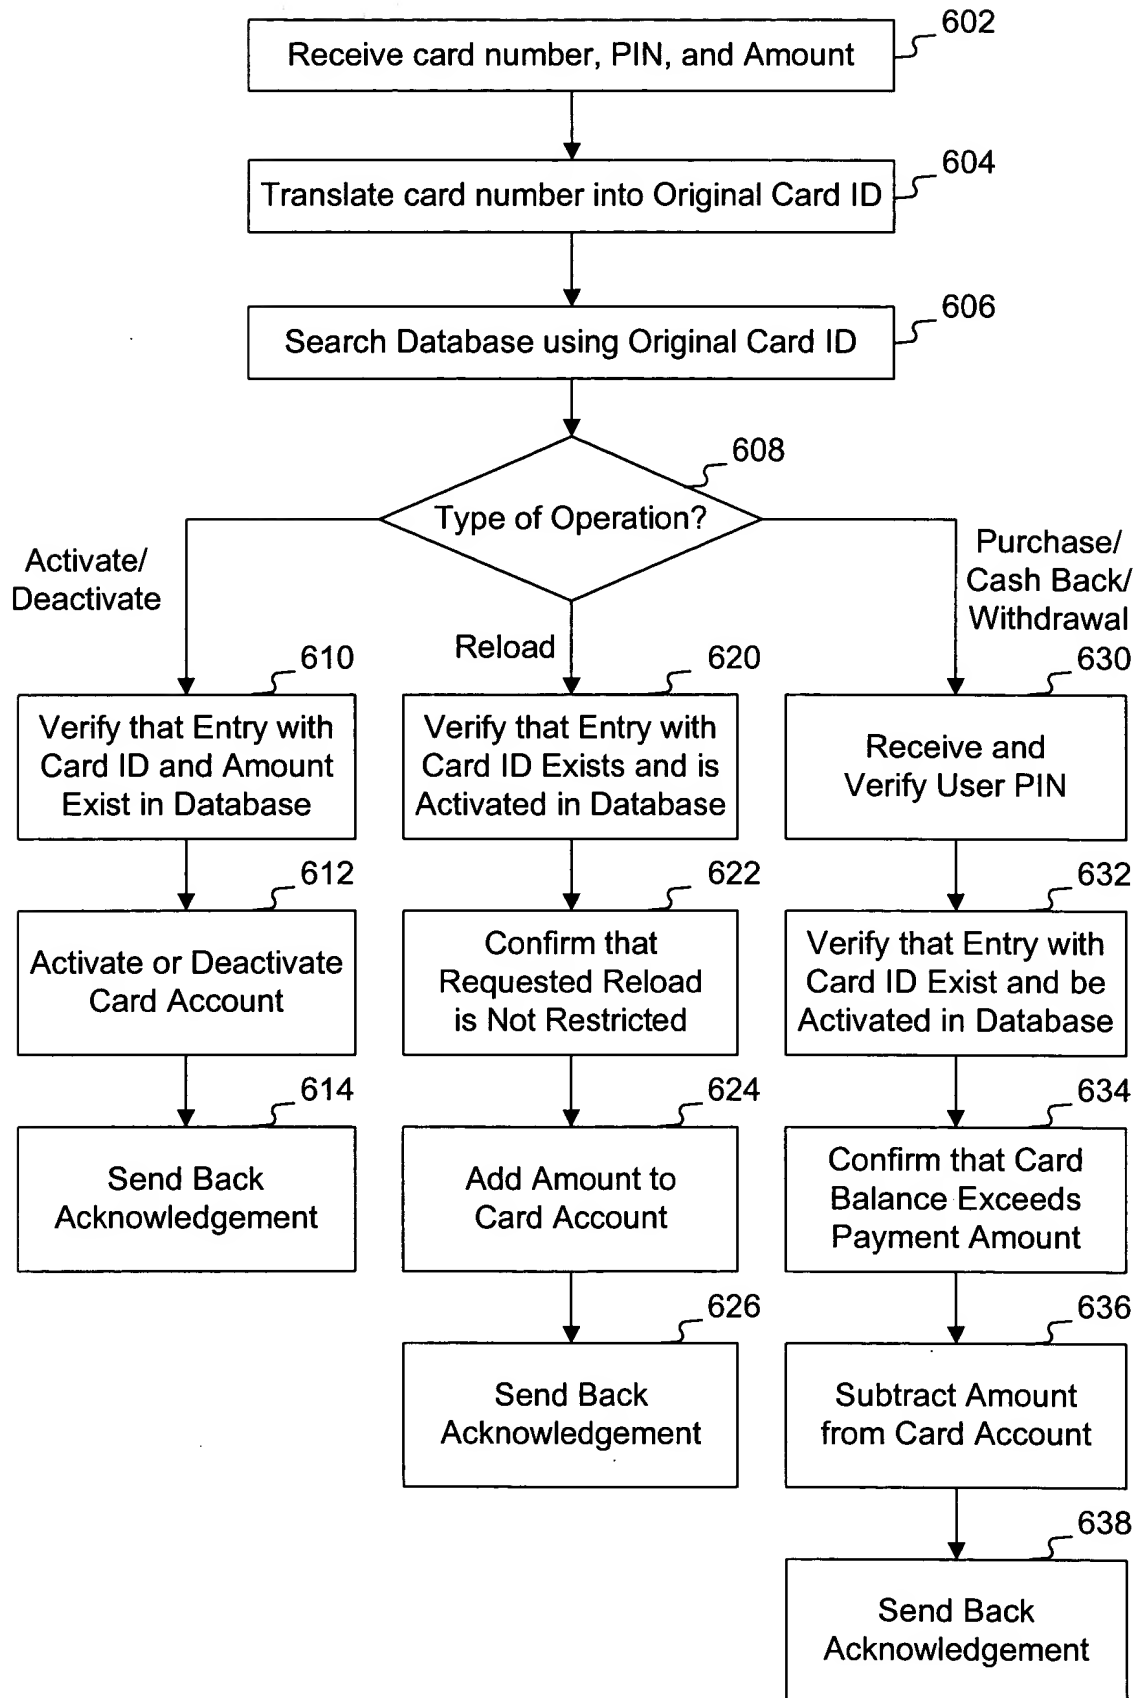 602
Receive card number, PIN, and Amount
604
Translate card number into Original Card ID
606
Search Database using Original Card ID
608
Type of Operation?
Activate/
Deactivate
Reload
Purchase/
Cash Back/
Withdrawal
610
Verify that Entry with
Card ID and Amount
Exist in Database
612
Activate or Deactivate
Card Account
614
Send Back
Acknowledgement
620
Verify that Entry with
Card ID Exists and is
Activated in Database
622
Confirm that
Requested Reload
is Not Restricted
624
Add Amount to
Card Account
626
Send Back
Acknowledgement
630
Receive and
Verify User PIN
632
Verify that Entry with
Card ID Exist and be
Activated in Database
634
Confirm that Card
Balance Exceeds
Payment Amount
636
Subtract Amount
from Card Account
638
Send Back
Acknowledgement